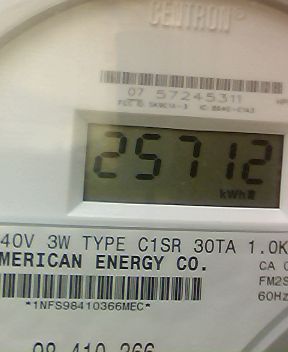 CENTRON®
07 57245311
25712
kWh
40V 3W TYPE C1SR 30TA 1.0K
MERICAN ENERGY CO.
CA
FM2S
60Hz
*1NFS98410366MEC*